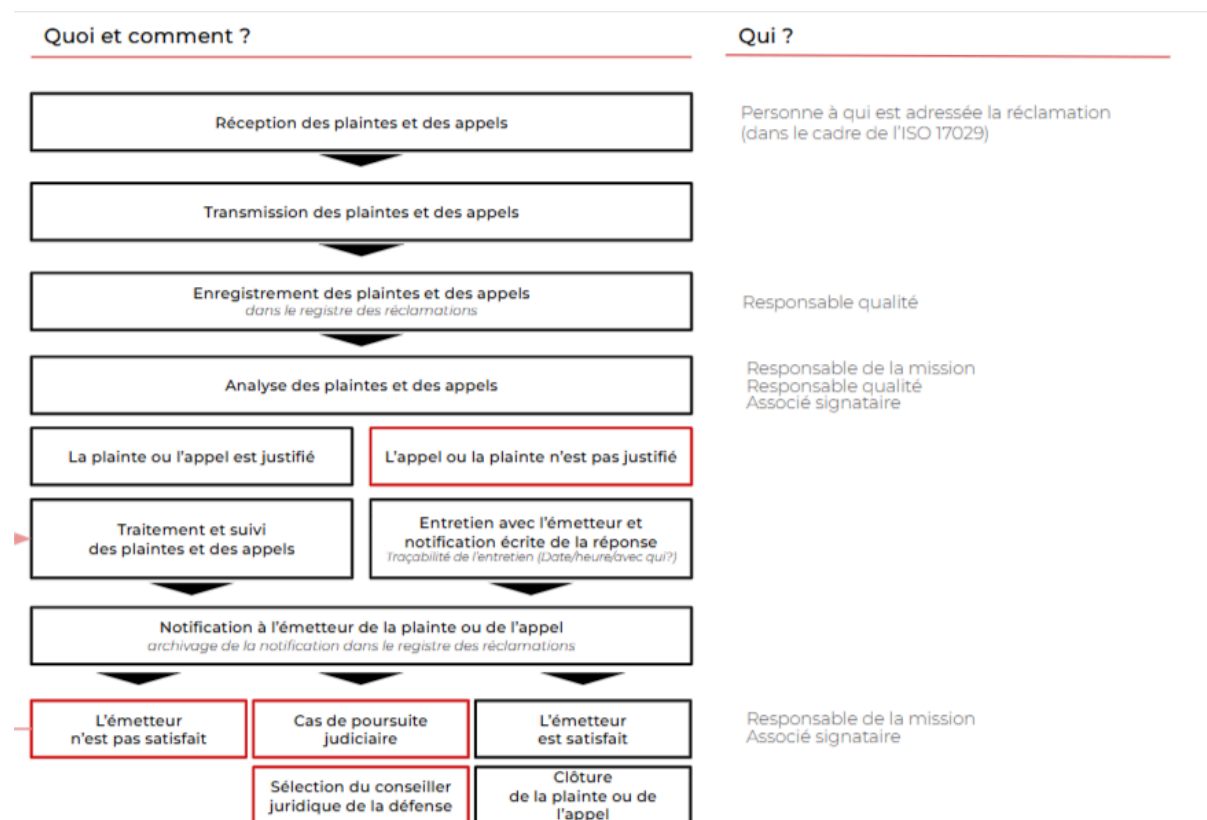 Quoi et comment ?
Qui ?
Réception des plaintes et des appels
Personne à qui est adressée la réclamation
(dans le cadre de l'ISO 17029)
Transmission des plaintes et des appels
Enregistrement des plaintes et des appels
dans le registre des réclamations
Responsable qualité
Analyse des plaintes et des appels
Responsable de la mission
Responsable qualité
Associé signataire
La plainte ou l'appel est justifié
L'appel ou la plainte n'est pas justifié
Traitement et suivi
des plaintes et des appels
Entretien avec l'émetteur et
notification écrite de la réponse
Traçabilité de l'entretien (Date/heure/avec qui?)
Notification à l'émetteur de la plainte ou de l'appel
archivage de la notification dans le registre des réclamations
L'émetteur
n'est pas satisfait
Cas de poursuite
judiciaire
L'émetteur
est satisfait
Responsable de la mission
Associé signataire
Sélection du conseiller
juridique de la défense
Clôture
de la plainte ou de
l'appel